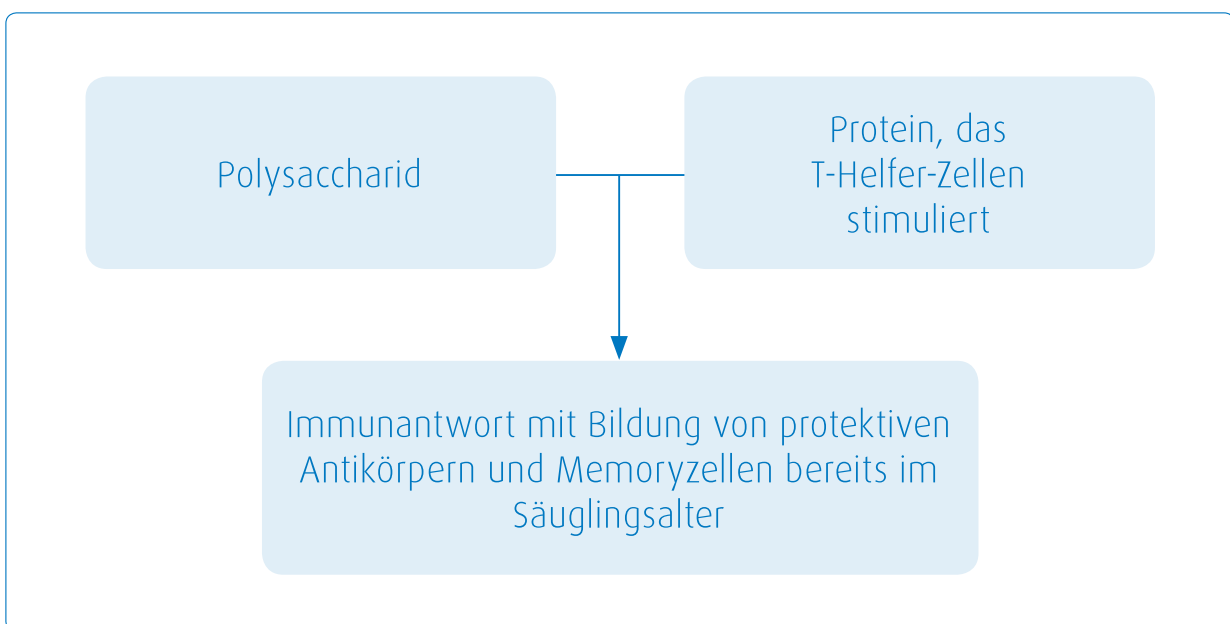 Polysaccharid
Protein, das
T-Helfer-Zellen
stimuliert
Immunantwort mit Bildung von protektiven
Antikörpern und Memoryzellen bereits im
Säuglingsalter